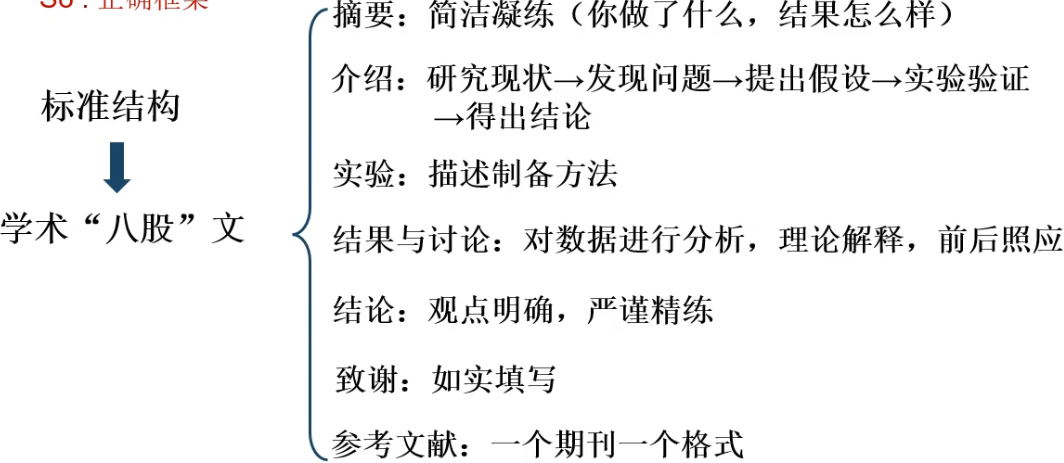 S6：正确框架
摘要：简洁凝练（你做了什么，结果怎么样）
介绍：研究现状→发现问题→提出假设→实验验证
→得出结论
标准结构
实验：描述制备方法
学术“八股”文
结果与讨论：对数据进行分析，理论解释，前后照应
结论：观点明确，严谨精练
致谢：如实填写
参考文献：一个期刊一个格式